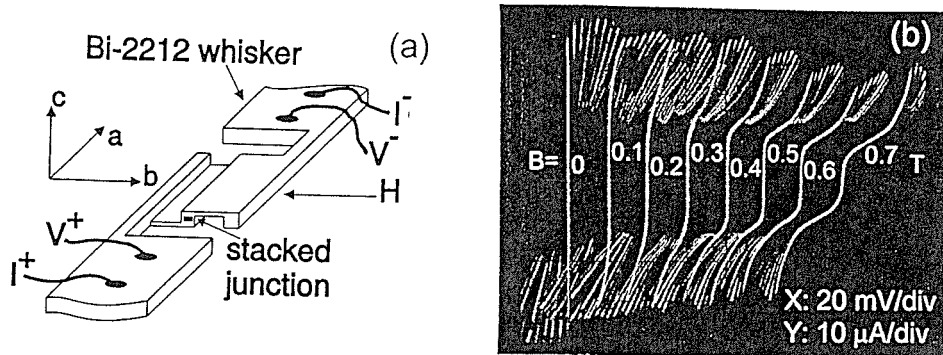 (a)
Bi-2212 whisker
c
a
b
I⁻
V⁻
H
V⁺
I⁺
stacked
junction
(b)
B= 0 0.1 0.2 0.3 0.4 0.5 0.6 0.7 T
X: 20 mV/div
Y: 10 μA/div